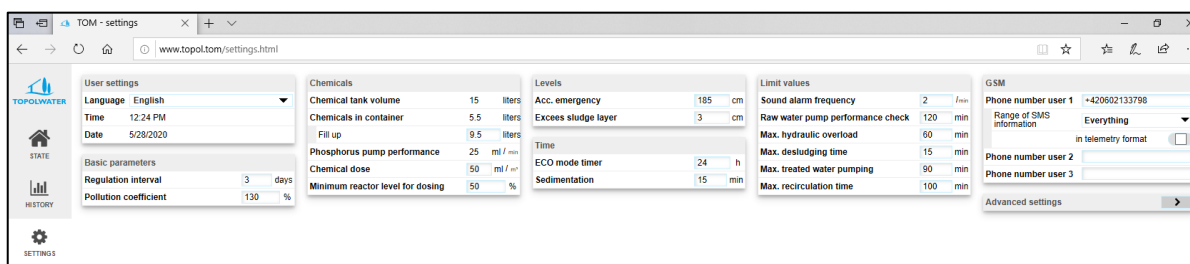 TOM - settings
www.topol.tom/settings.html
TOPOLWATER
STATE
HISTORY
SETTINGS
User settings
Language English
Time 12:24 PM
Date 5/28/2020
Basic parameters
Regulation interval 3 days
Pollution coefficient 130 %
Chemicals
Chemical tank volume 15 liters
Chemicals in container 5.5 liters
Fill up 9.5 liters
Phosphorus pump performance 25 ml / min
Chemical dose 50 ml / m³
Minimum reactor level for dosing 50 %
Levels
Acc. emergency 185 cm
Excess sludge layer 3 cm
Time
ECO mode timer 24 h
Sedimentation 15 min
Limit values
Sound alarm frequency 2 /min
Raw water pump performance check 120 min
Max. hydraulic overload 60 min
Max. desludging time 15 min
Max. treated water pumping 90 min
Max. recirculation time 100 min
GSM
Phone number user 1 +420602133798
Range of SMS
information Everything
in telemetry format
Phone number user 2
Phone number user 3
Advanced settings